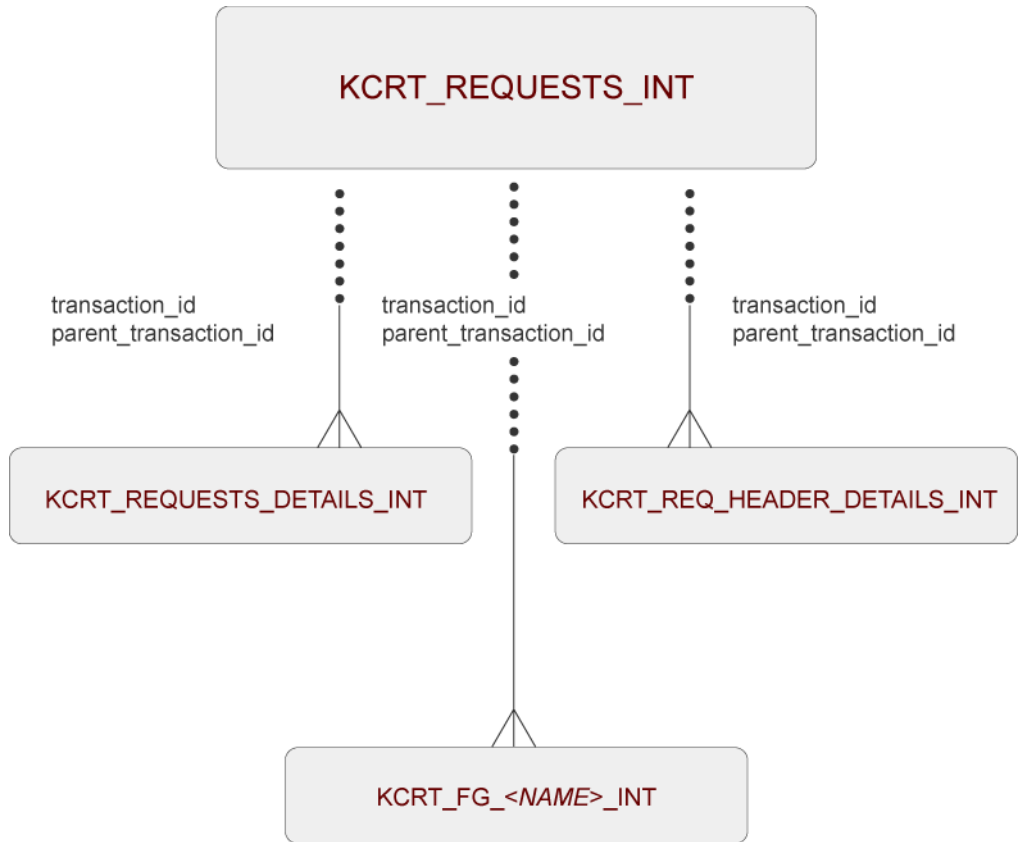 KCRT_REQUESTS_INT
transaction_id
parent_transaction_id
transaction_id
parent_transaction_id
transaction_id
parent_transaction_id
KCRT_REQUESTS_DETAILS_INT
KCRT_REQ_HEADER_DETAILS_INT
KCRT_FG_<NAME>_INT